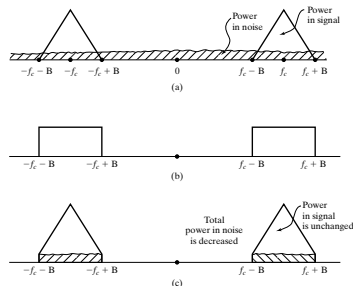 Power
in noise
Power
in signal
−f_c − B −f_c −f_c + B 0 f_c − B f_c f_c + B
(a)
−f_c − B −f_c + B f_c − B f_c + B
(b)
Total
power in noise
is decreased
Power
in signal
is unchanged
−f_c − B −f_c + B f_c − B f_c + B
(c)